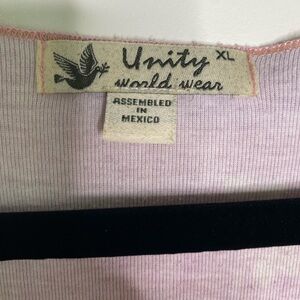 Unity XL
world wear
ASSEMBLED
IN
MEXICO